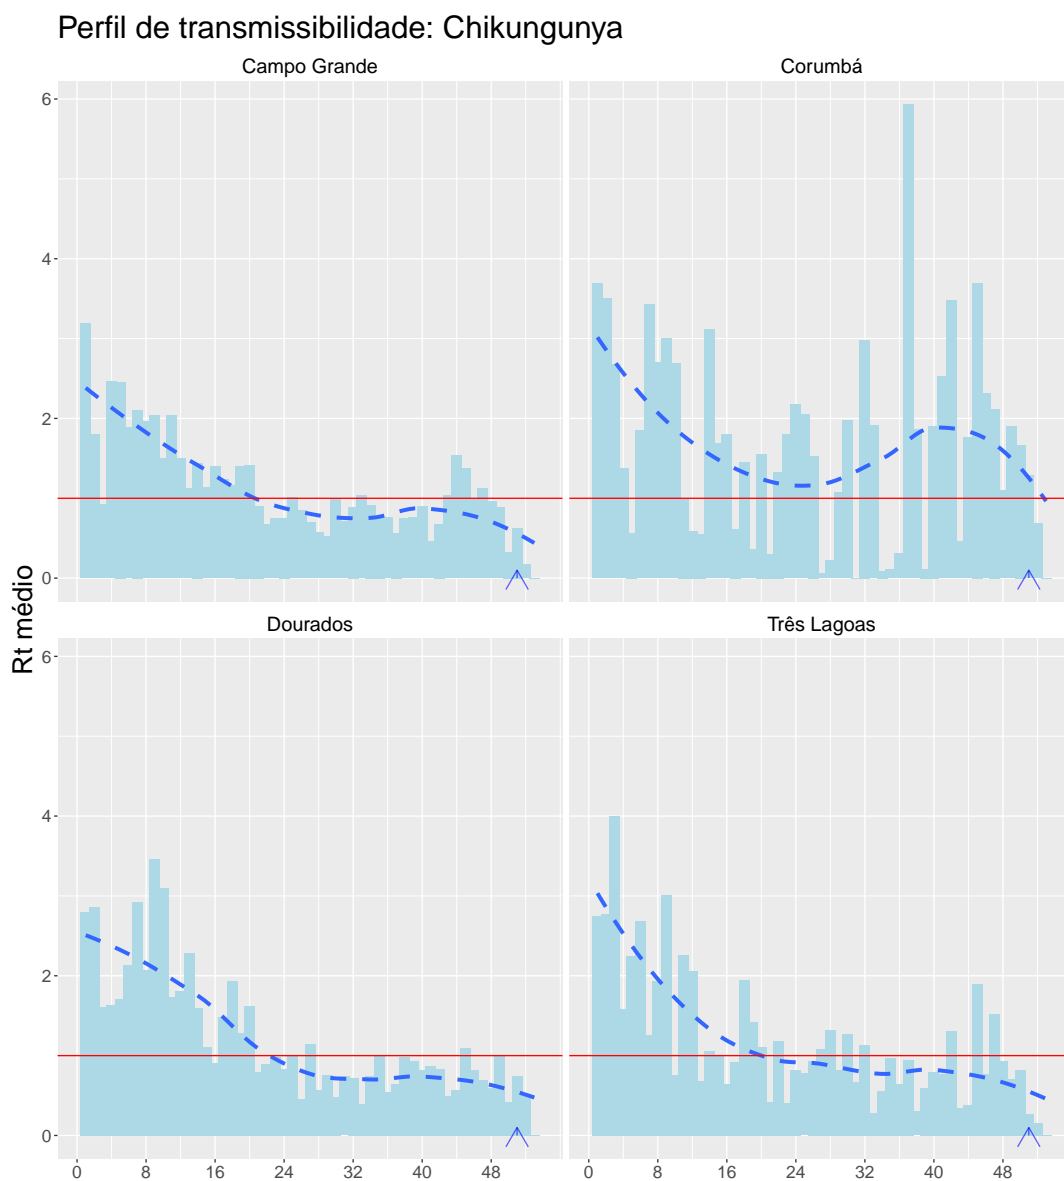 Perfil de transmissibilidade: Chikungunya
Campo Grande
Corumbá
6
4
2
0
Dourados
Três Lagoas
Rt médio
6
4
2
0
0 8 16 24 32 40 48
0 8 16 24 32 40 48